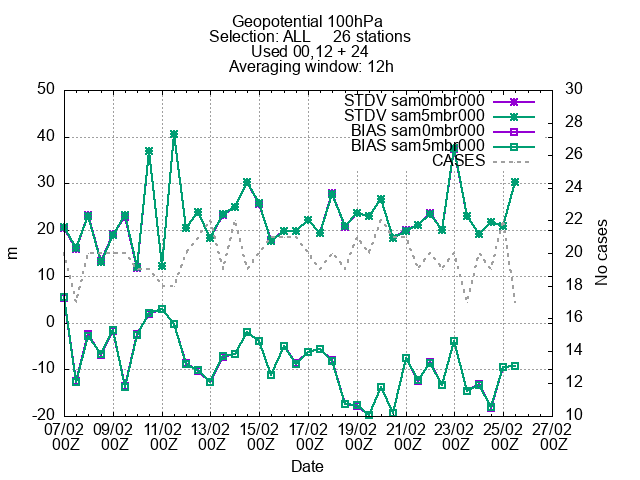 Geopotential 100hPa
Selection: ALL     26 stations
Used 00,12 + 24
Averaging window: 12h
STDV sam0mbr000
STDV sam5mbr000
BIAS sam0mbr000
BIAS sam5mbr000
CASES
50
40
30
20
10
0
-10
-20
m
30
28
26
24
22
20
18
16
14
12
10
No cases
07/02 09/02 11/02 13/02 15/02 17/02 19/02 21/02 23/02 25/02 27/02
00Z 00Z 00Z 00Z 00Z 00Z 00Z 00Z 00Z 00Z 00Z
Date